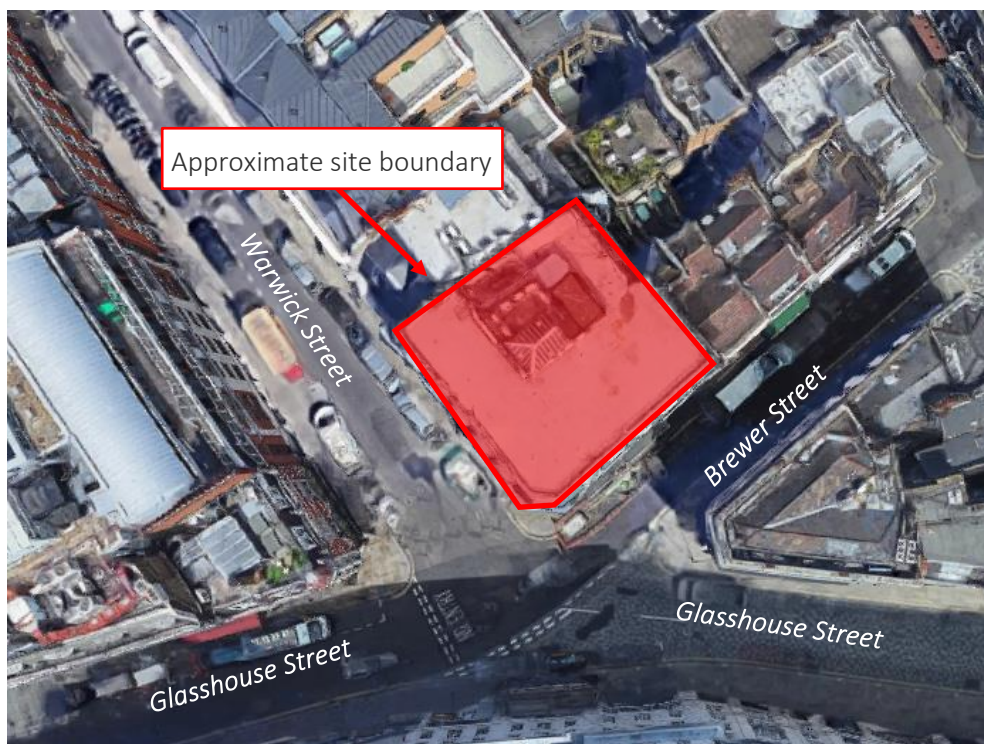 Approximate site boundary
Warwick Street
Brewer Street
Glasshouse Street
Glasshouse Street